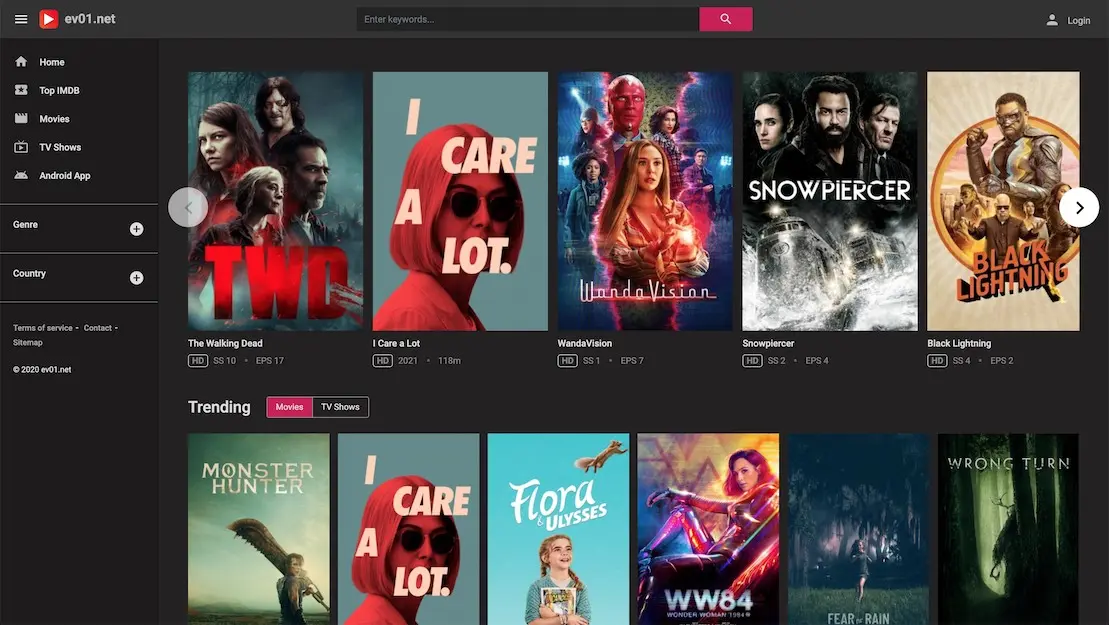 ev01.net
Enter keywords...
Login
Home
Top IMDB
Movies
TV Shows
Android App
Genre
Country
Terms of service - Contact -
Sitemap
© 2020 ev01.net
TWD
I
CARE
A
LOT.
WandaVision
SNOWPIERCER
BLACK
LIGHTNING
The Walking Dead
HD SS 10 • EPS 17
I Care a Lot
HD 2021 • 118m
WandaVision
HD SS 1 • EPS 7
Snowpiercer
HD SS 2 • EPS 4
Black Lightning
HD SS 4 • EPS 2
Trending
Movies
TV Shows
MONSTER
HUNTER
I
CARE
A
LOT.
Flora
& ULYSSES
WW84
WONDER WOMAN 1984
FEAR OF RAIN
WRONG TURN